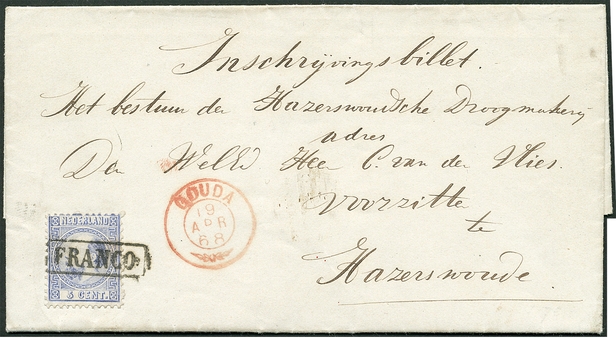 Inschrijvingsbillet.
Het bestuur der Hazerswoudsche Droogmakerij
adres
Den WelEd Heer C. van der Vlies.
Voorzitter
te
Hazerswoude.
GOUDA
19
APR
68
NEDERLAND
FRANCO
5 CENT.